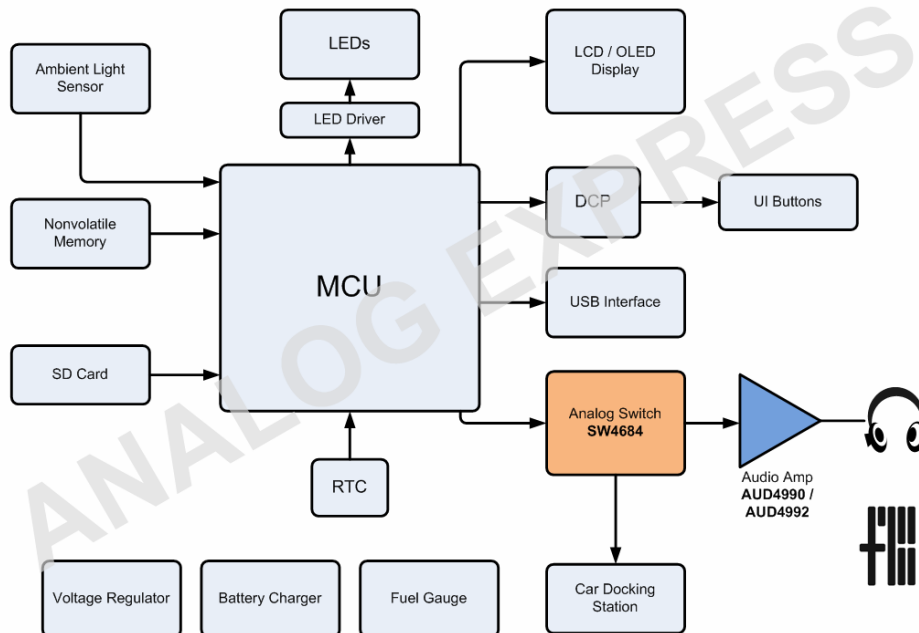 LEDs
LCD / OLED
Display
Ambient Light
Sensor
LED Driver
Nonvolatile
Memory
DCP
UI Buttons
MCU
USB Interface
SD Card
Analog Switch
SW4684
RTC
Audio Amp
AUD4990 /
AUD4992
Voltage Regulator
Battery Charger
Fuel Gauge
Car Docking
Station
ANALOG EXPRESS